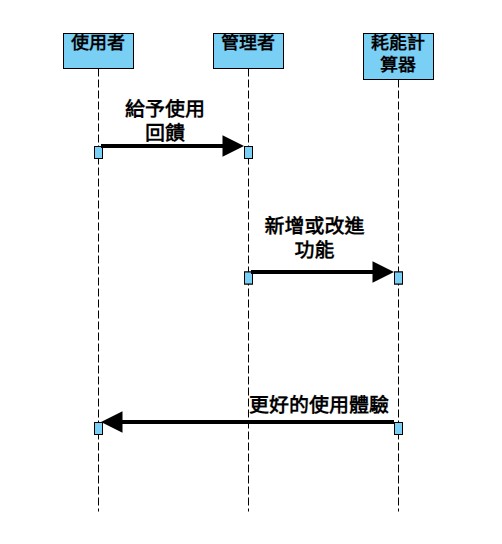 使用者
管理者
耗能計
算器
給予使用
回饋
新增或改進
功能
更好的使用體驗